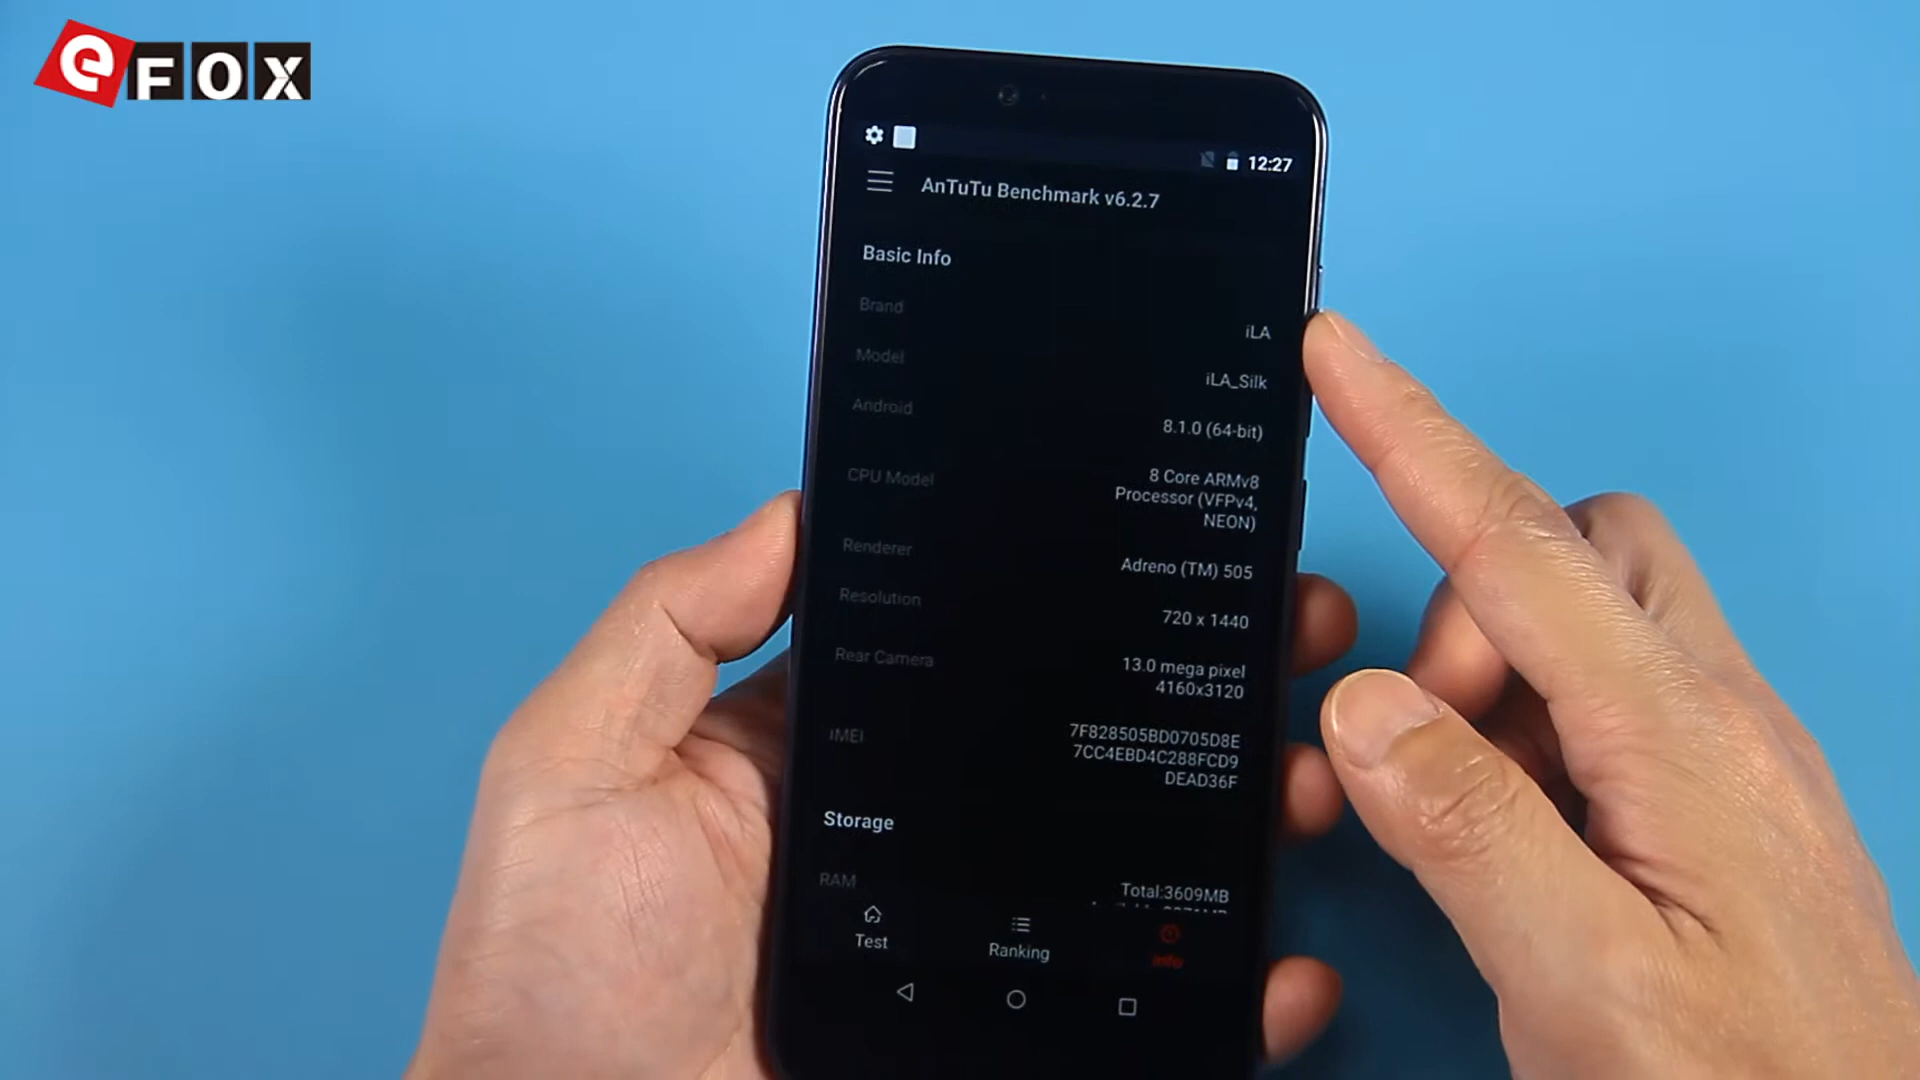 eFOX
12:27
AnTuTu Benchmark v6.2.7
Basic Info
Brand
iLA
Model
iLA_Silk
Android
8.1.0 (64-bit)
CPU Model
8 Core ARMv8
Processor (VFPv4,
NEON)
Renderer
Adreno (TM) 505
Resolution
720 x 1440
Rear Camera
13.0 mega pixel
4160x3120
IMEI
7F828505BD0705D8E
7CC4EBD4C288FCD9
DEAD36F
Storage
RAM
Total:3609MB
Test
Ranking
Info